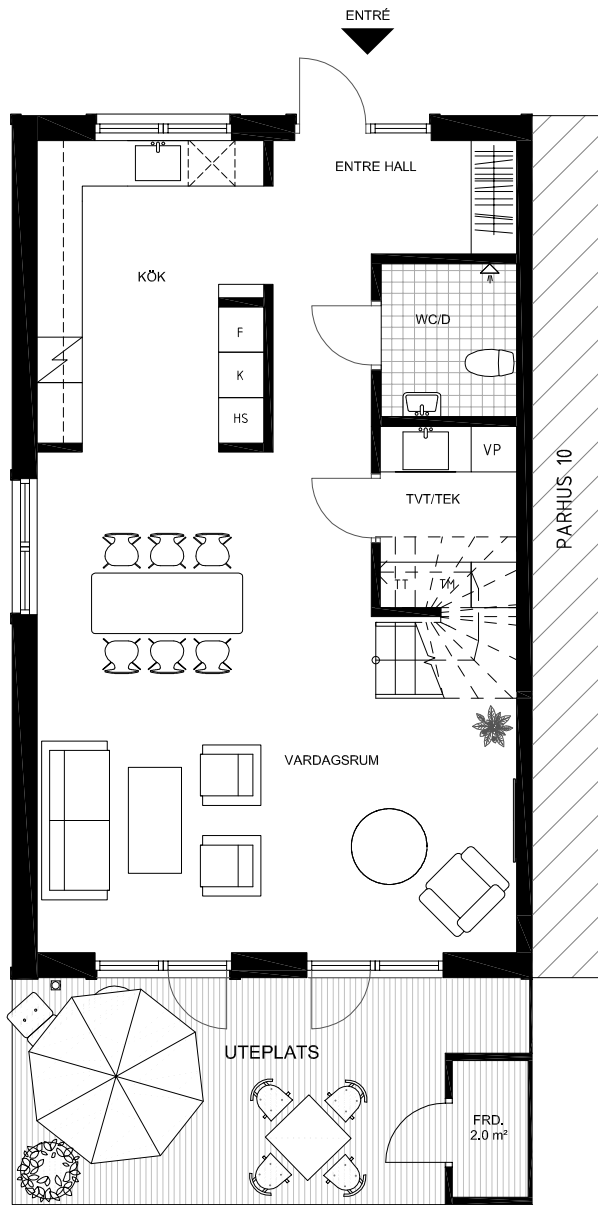 ENTRÉ
ENTRE HALL
KÖK
WC/D
F
K
HS
VP
TVT/TEK
PARHUS 10
TT TM
VARDAGSRUM
UTEPLATS
FRD.
2.0 m²